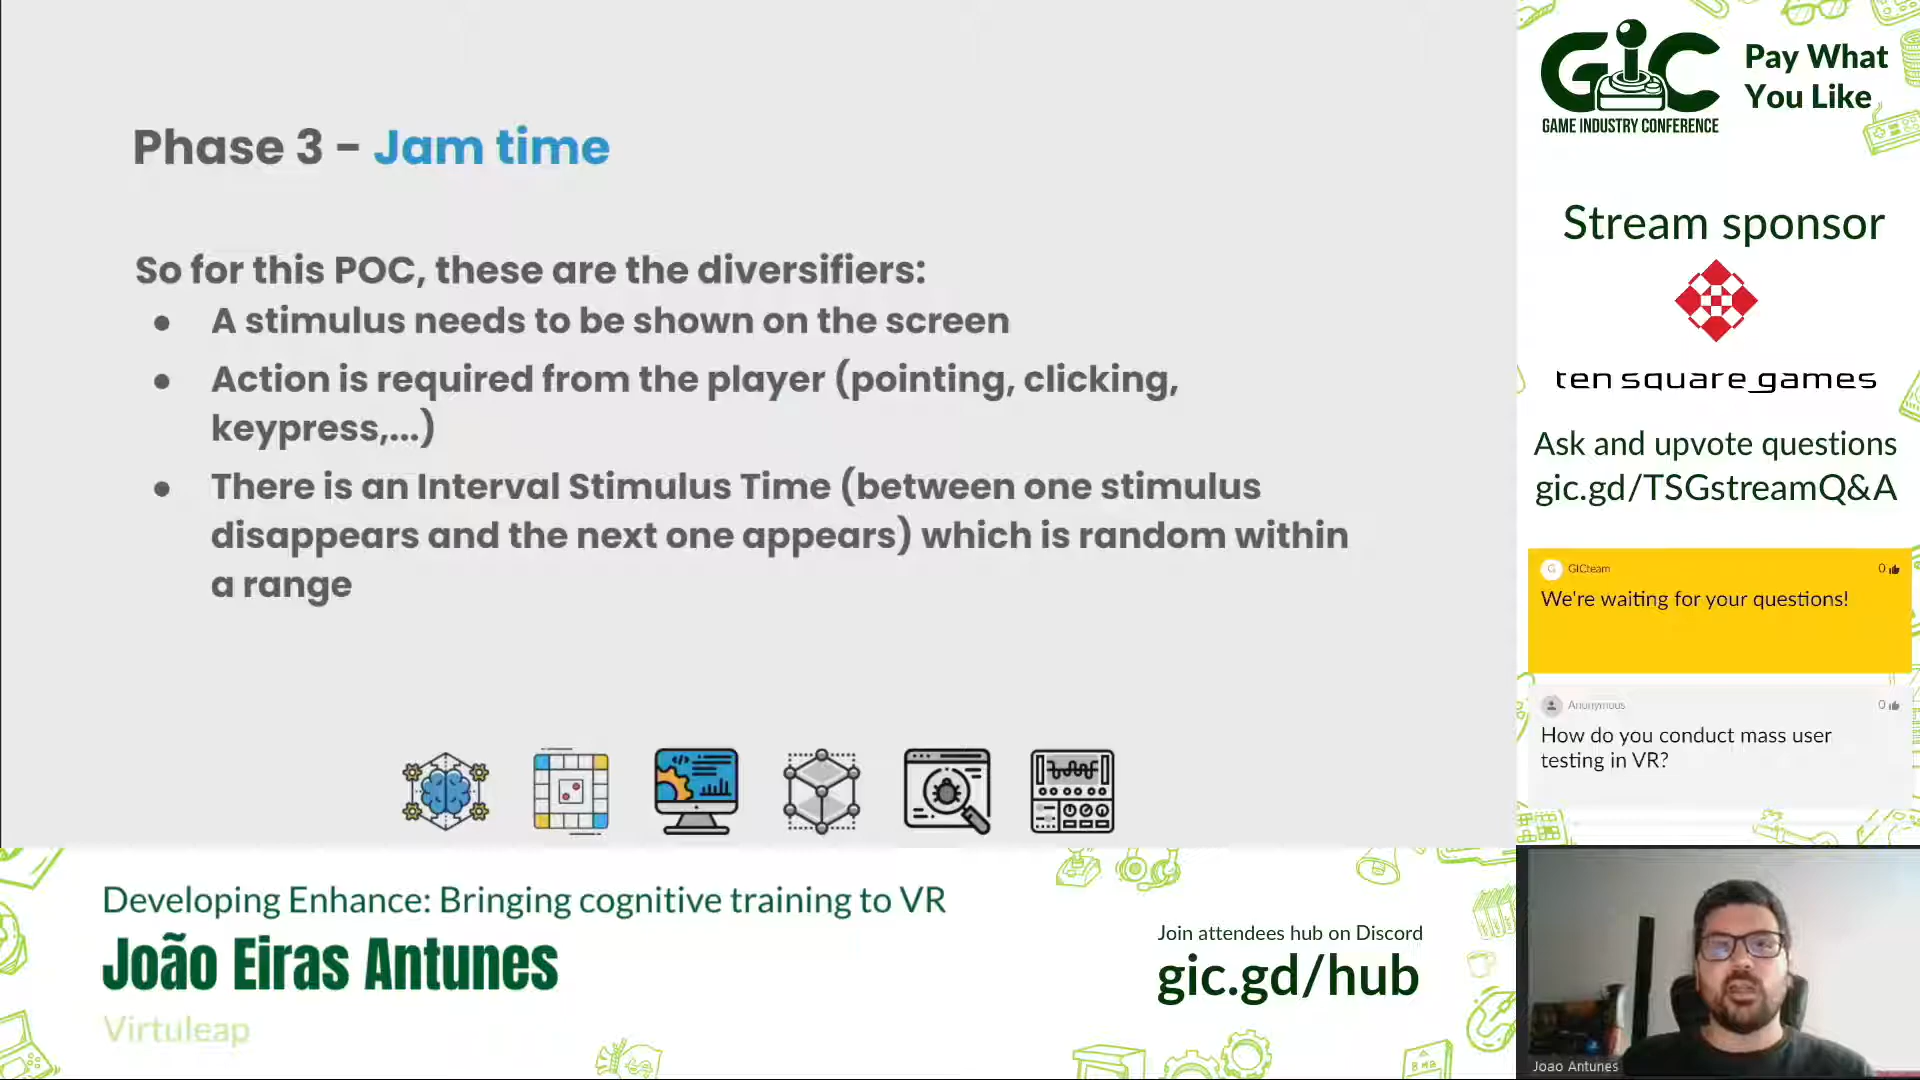 Phase 3 - Jam time
So for this POC, these are the diversifiers:
● A stimulus needs to be shown on the screen
● Action is required from the player (pointing, clicking,
keypress,...)
● There is an Interval Stimulus Time (between one stimulus
disappears and the next one appears) which is random within
a range
GIC
GAME INDUSTRY CONFERENCE
Pay What
You Like
Stream sponsor
ten square games
Ask and upvote questions
gic.gd/TSGstreamQ&A
G GICteam 0
We're waiting for your questions!
Anonymous 0
How do you conduct mass user
testing in VR?
Developing Enhance: Bringing cognitive training to VR
João Eiras Antunes
Virtuleap
Join attendees hub on Discord
gic.gd/hub
Joao Antunes